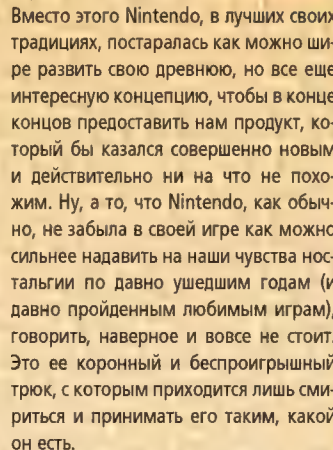 Вместо этого Nintendo, в лучших своих
традициях, постаралась как можно ши-
ре развить свою древнюю, но все еще
интересную концепцию, чтобы в конце
концов предоставить нам продукт, ко-
торый бы казался совершенно новым
и действительно ни на что не похо-
жим. Ну, а то, что Nintendo, как обыч-
но, не забыла в своей игре как можно
сильнее надавить на наши чувства нос-
тальгии по давно ушедшим годам (и
давно пройденным любимым играм),
говорить, наверное и вовсе не стоит.
Это ее коронный и беспроигрышный
трюк, с которым приходится лишь сми-
риться и принимать его таким, какой
он есть.